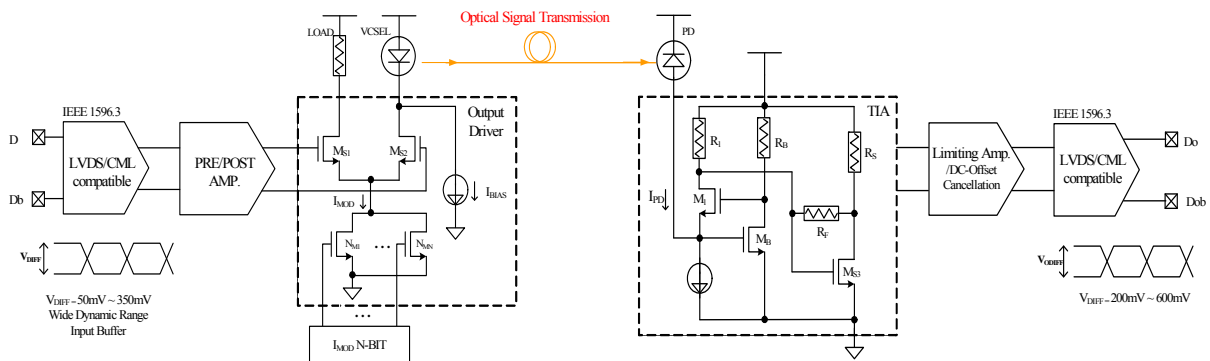 Optical Signal Transmission
LOAD
VCSEL
PD
IEEE 1596.3
D
Db
LVDS/CML
compatible
PRE/POST
AMP.
Output
Driver
MS1
MS2
IMOD
IBIAS
NM1
...
NMN
...
IMOD N-BIT
VDIFF
VDIFF = 50mV ~ 350mV
Wide Dynamic Range
Input Buffer
TIA
R1
RB
RS
IPD
M1
RF
MB
MS3
Limiting Amp.
/DC-Offset
Cancellation
IEEE 1596.3
LVDS/CML
compatible
Do
Dob
VODIFF
VDIFF = 200mV ~ 600mV